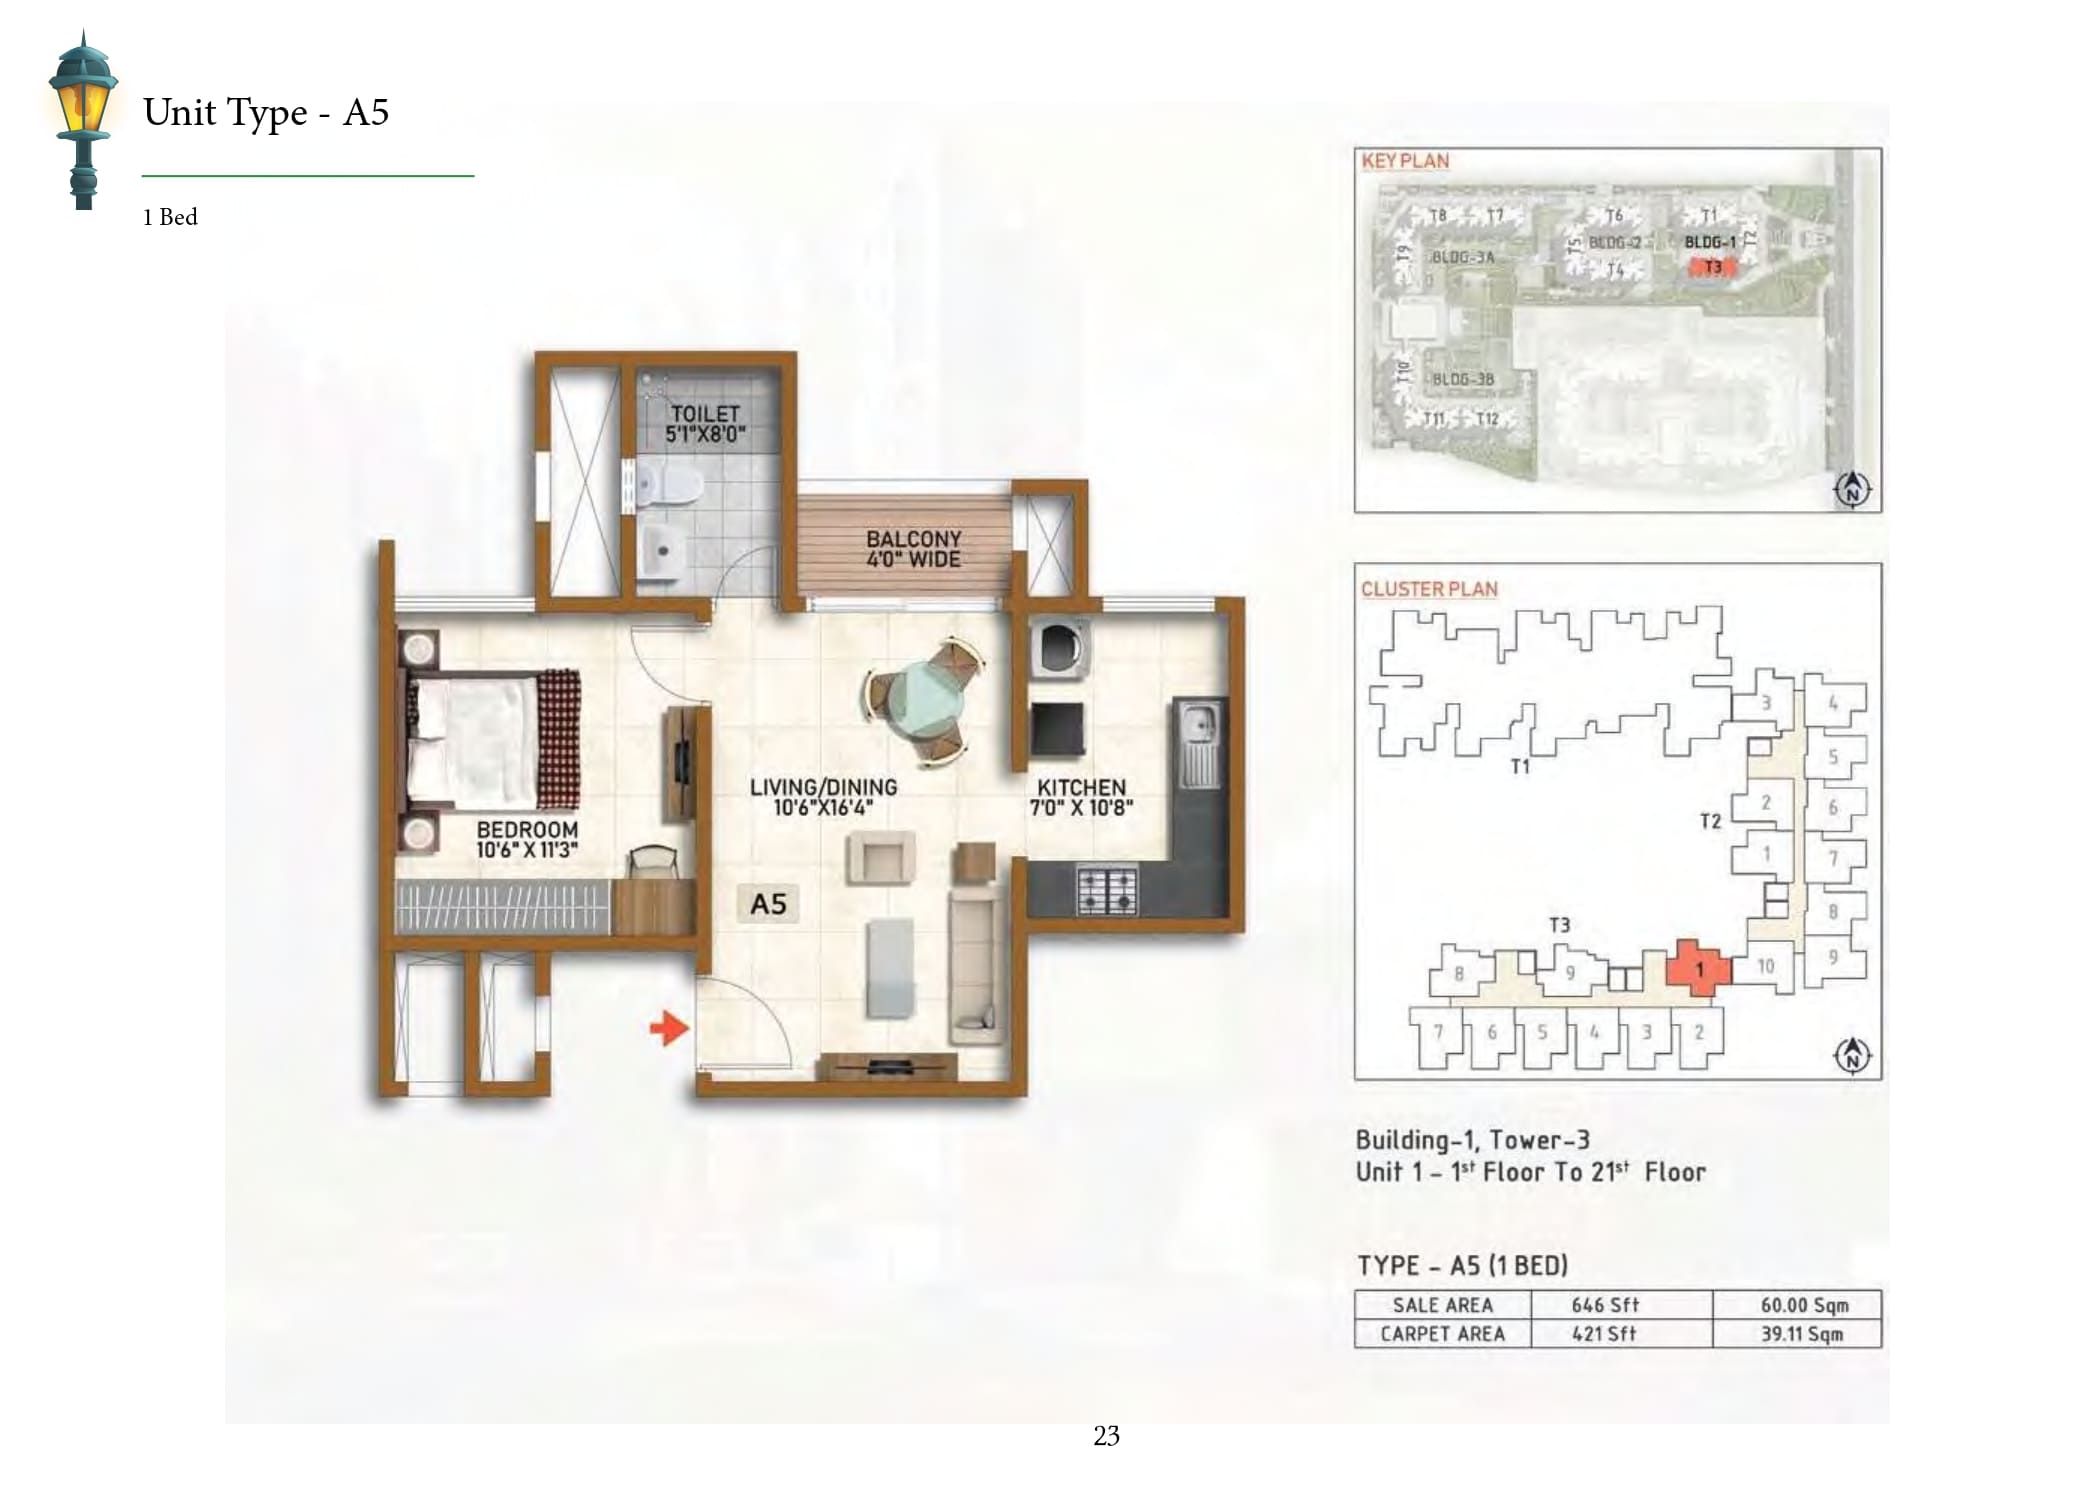 Unit Type - A5
1 Bed
TOILET
5'1"X8'0"
BALCONY
4'0" WIDE
LIVING/DINING
10'6"X16'4"
KITCHEN
7'0" X 10'8"
BEDROOM
10'6" X 11'3"
A5
KEY PLAN
T8
T7
T6
T1
T9
T5
BLDG-2
BLDG-1
T2
BLDG-3A
T4
T3
T10
BLDG-3B
T11
T12
N
CLUSTER PLAN
3
4
5
T1
2
6
T2
1
7
8
T3
9
8
9
1
10
7
6
5
4
3
2
N
Building-1, Tower-3
Unit 1 - 1st Floor To 21st Floor
TYPE - A5 (1 BED)
SALE AREA 646 Sft 60.00 Sqm
CARPET AREA 421 Sft 39.11 Sqm
23